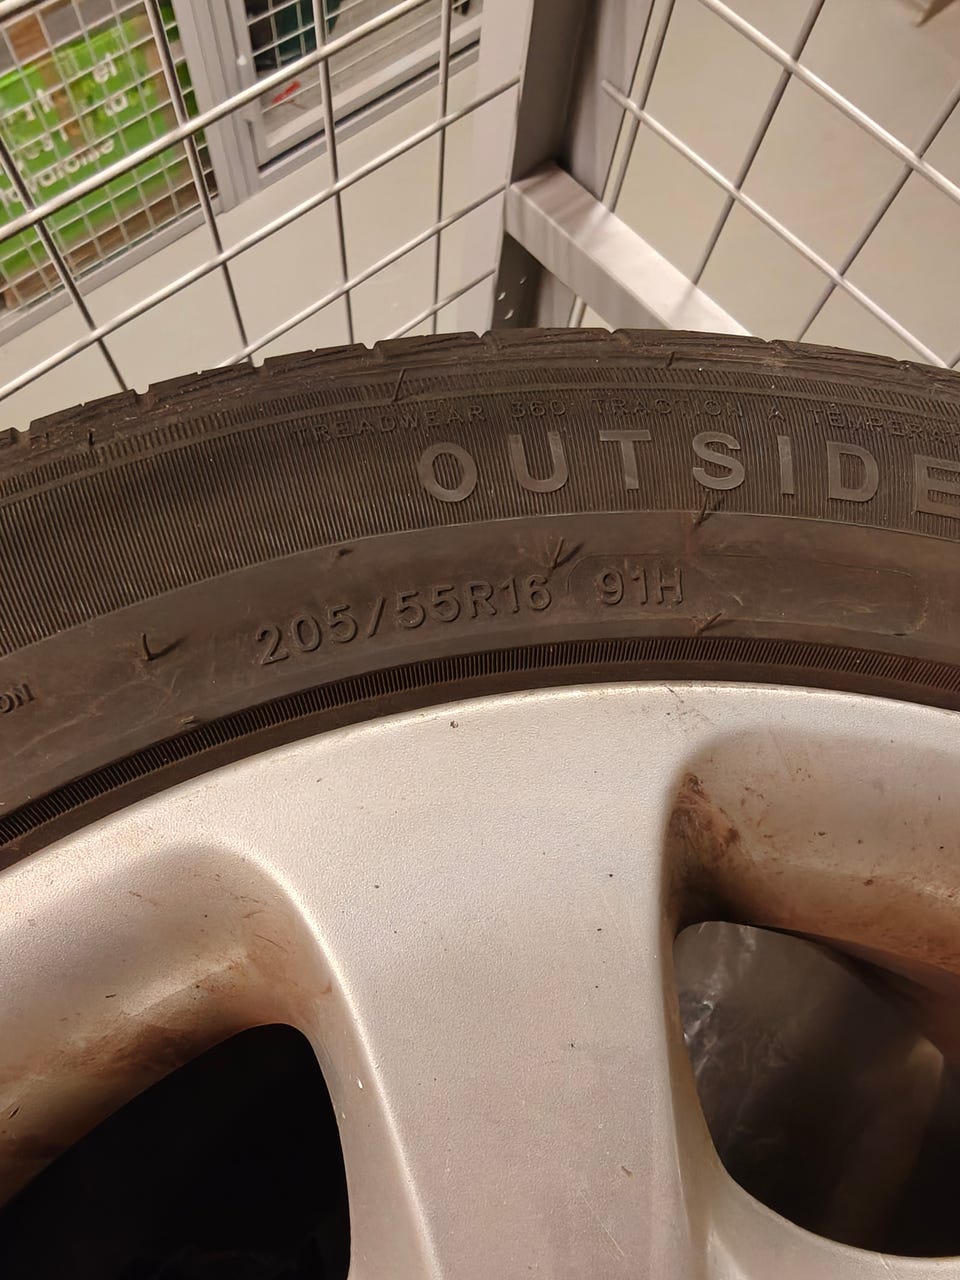 TREADWEAR 360 TRACTION A
OUTSIDE
205/55R16 91H